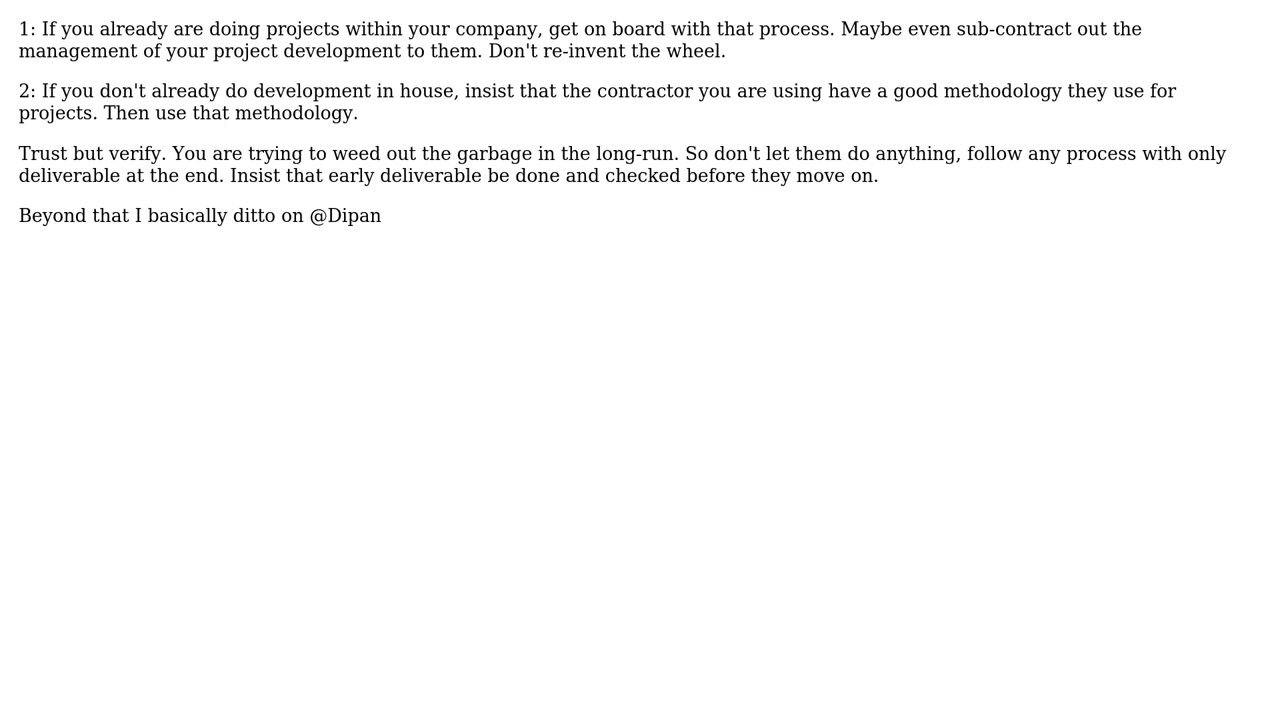 1: If you already are doing projects within your company, get on board with that process. Maybe even sub-contract out the
management of your project development to them. Don't re-invent the wheel.
2: If you don't already do development in house, insist that the contractor you are using have a good methodology they use for
projects. Then use that methodology.
Trust but verify. You are trying to weed out the garbage in the long-run. So don't let them do anything, follow any process with only
deliverable at the end. Insist that early deliverable be done and checked before they move on.
Beyond that I basically ditto on @Dipan